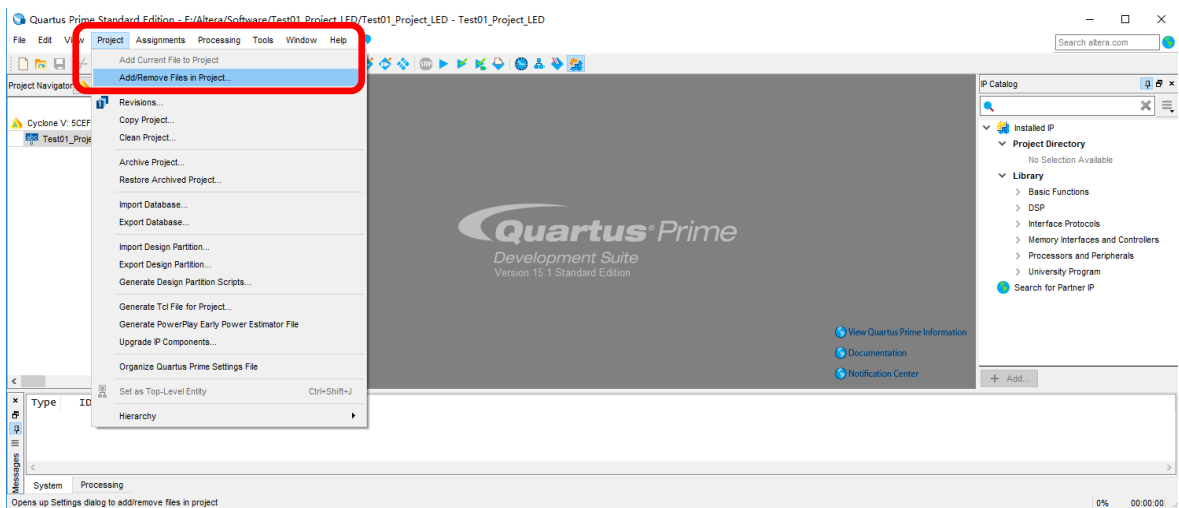 Quartus Prime Standard Edition - E:/Altera/Software/Test01_Project_LED/Test01_Project_LED - Test01_Project_LED
File Edit View Project Assignments Processing Tools Window Help
Search altera.com
Add Current File to Project
Add/Remove Files in Project...
Project Navigator
Revisions...
Copy Project...
Clean Project...
Archive Project...
Restore Archived Project...
Import Database...
Export Database...
Import Design Partition...
Export Design Partition...
Generate Design Partition Scripts...
Generate Tcl File for Project...
Generate PowerPlay Early Power Estimator File
Upgrade IP Components...
Organize Quartus Prime Settings File
Set as Top-Level Entity Ctrl+Shift+J
Hierarchy
Cyclone V: 5CEF
Test01_Proje
STOP
Quartus Prime
Development Suite
Version 15.1 Standard Edition
View Quartus Prime Information
Documentation
Notification Center
IP Catalog
Installed IP
Project Directory
No Selection Available
Library
Basic Functions
DSP
Interface Protocols
Memory Interfaces and Controllers
Processors and Peripherals
University Program
Search for Partner IP
+ Add...
Type ID
Messages
System Processing
Opens up Settings dialog to add/remove files in project
0% 00:00:00